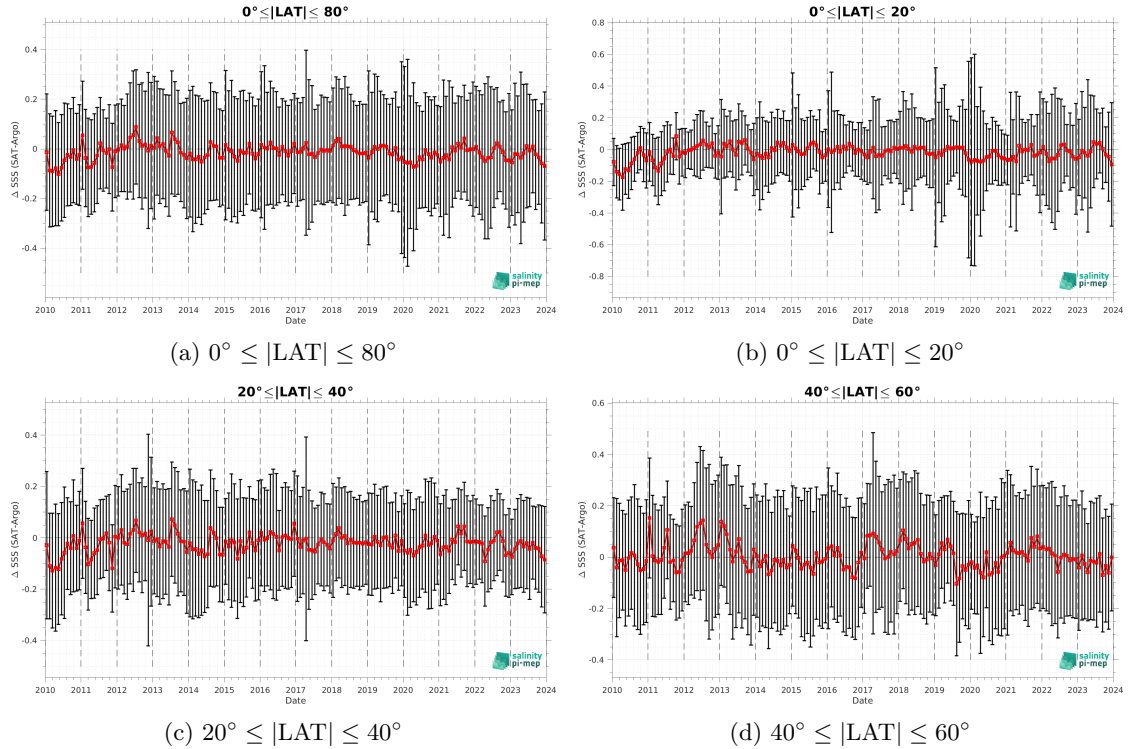 0°≤|LAT|≤ 80°
Δ SSS (SAT-Argo)
0.4
0.2
0
-0.2
-0.4
2010 2011 2012 2013 2014 2015 2016 2017 2018 2019 2020 2021 2022 2023 2024
Date
salinity
pi-mep
(a) 0° ≤ |LAT| ≤ 80°
0°≤|LAT|≤ 20°
Δ SSS (SAT-Argo)
0.8
0.6
0.4
0.2
0
-0.2
-0.4
-0.6
-0.8
2010 2011 2012 2013 2014 2015 2016 2017 2018 2019 2020 2021 2022 2023 2024
Date
salinity
pi-mep
(b) 0° ≤ |LAT| ≤ 20°
20°≤|LAT|≤ 40°
Δ SSS (SAT-Argo)
0.4
0.2
0
-0.2
-0.4
2010 2011 2012 2013 2014 2015 2016 2017 2018 2019 2020 2021 2022 2023 2024
Date
salinity
pi-mep
(c) 20° ≤ |LAT| ≤ 40°
40°≤|LAT|≤ 60°
Δ SSS (SAT-Argo)
0.6
0.4
0.2
0
-0.2
-0.4
2010 2011 2012 2013 2014 2015 2016 2017 2018 2019 2020 2021 2022 2023 2024
Date
salinity
pi-mep
(d) 40° ≤ |LAT| ≤ 60°